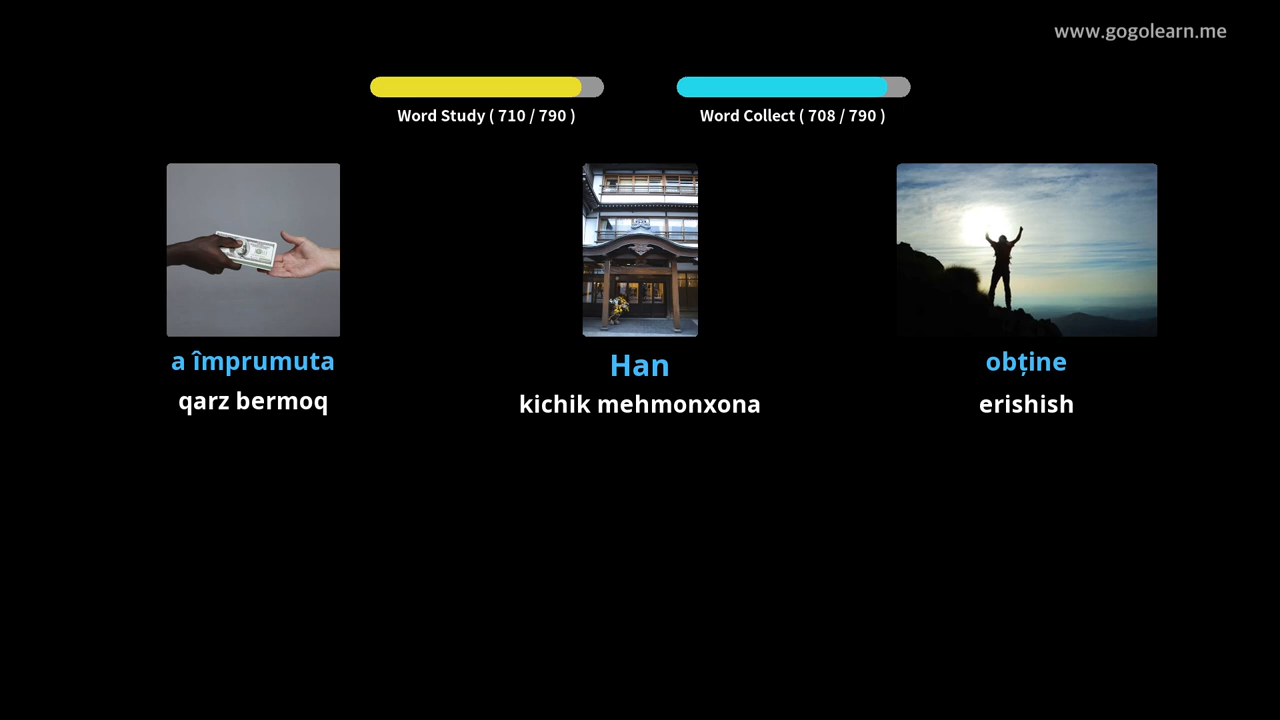 www.gogolearn.me
Word Study ( 710 / 790 )
Word Collect ( 708 / 790 )
a împrumuta
Han
obține
qarz bermoq
kichik mehmonxona
erishish